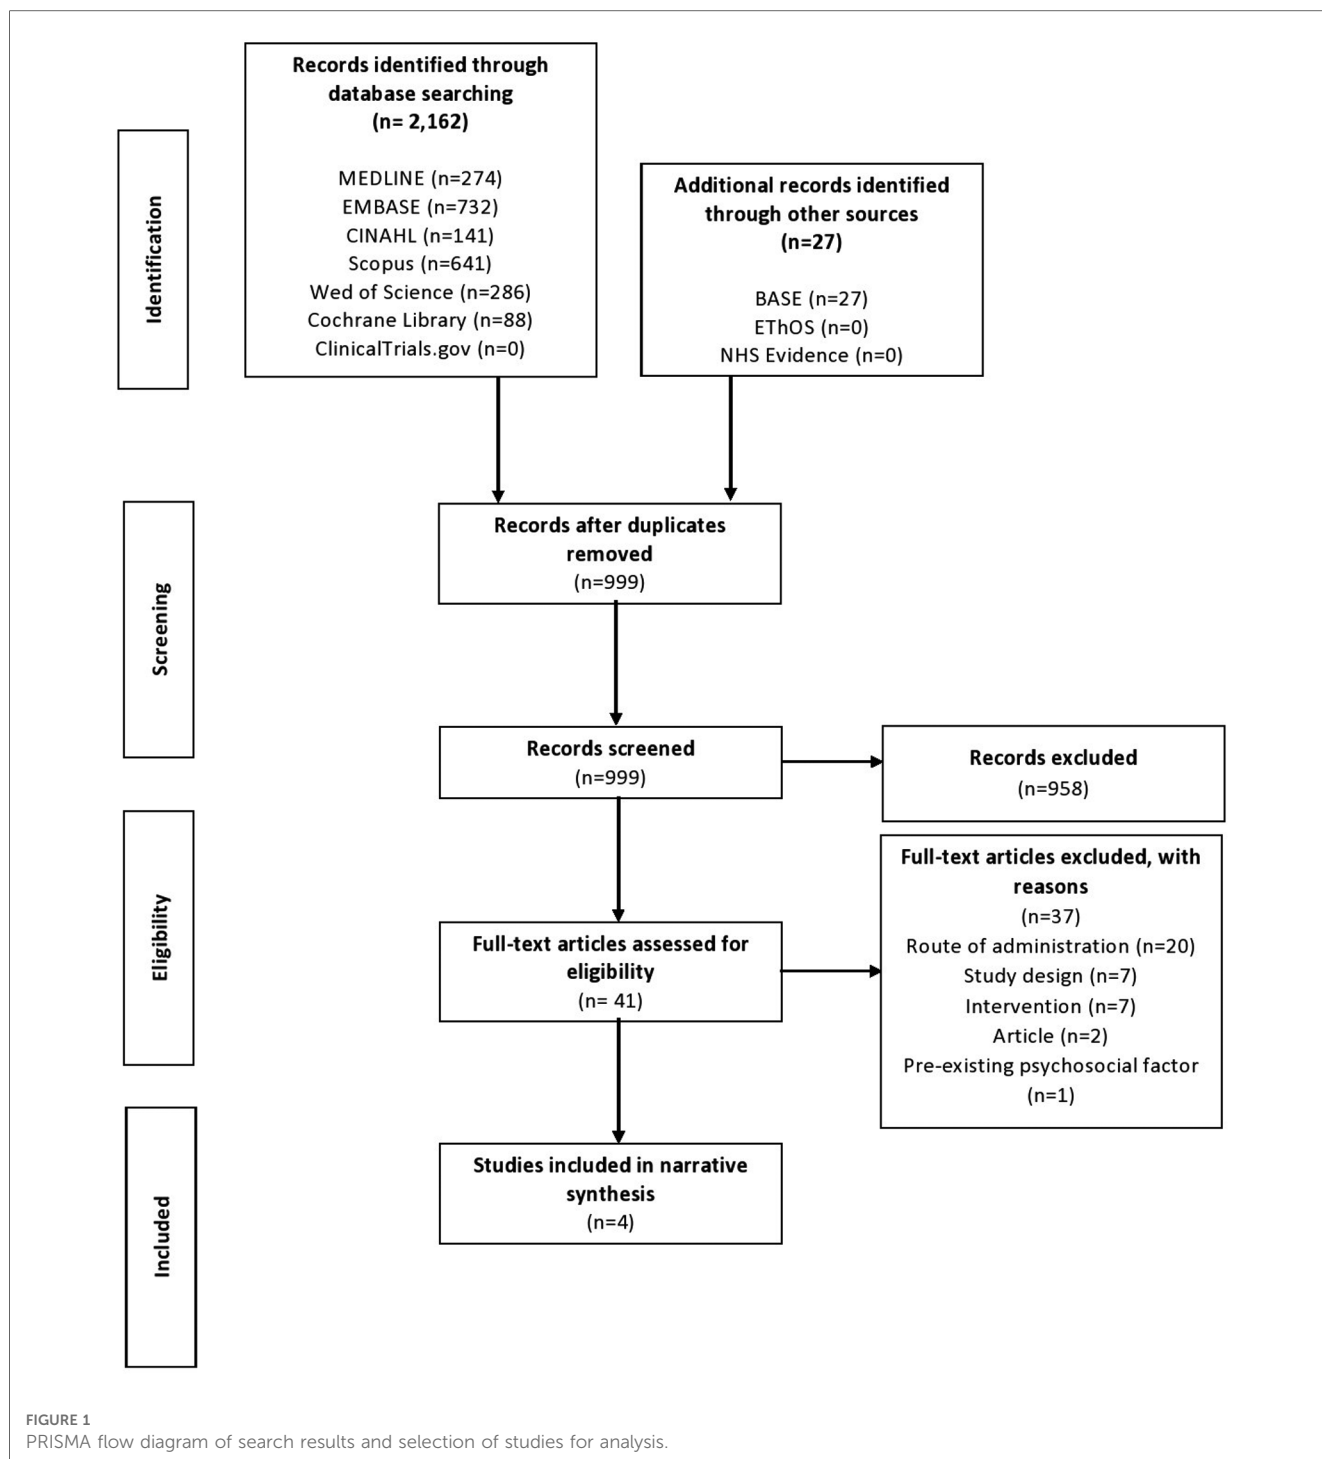 Identification
Records identified through
database searching
(n= 2,162)
MEDLINE (n=274)
EMBASE (n=732)
CINAHL (n=141)
Scopus (n=641)
Wed of Science (n=286)
Cochrane Library (n=88)
ClinicalTrials.gov (n=0)
Additional records identified
through other sources
(n=27)
BASE (n=27)
EThOS (n=0)
NHS Evidence (n=0)
Screening
Records after duplicates
removed
(n=999)
Records screened
(n=999)
Records excluded
(n=958)
Eligibility
Full-text articles assessed for
eligibility
(n= 41)
Full-text articles excluded, with
reasons
(n=37)
Route of administration (n=20)
Study design (n=7)
Intervention (n=7)
Article (n=2)
Pre-existing psychosocial factor
(n=1)
Included
Studies included in narrative
synthesis
(n=4)
FIGURE 1
PRISMA flow diagram of search results and selection of studies for analysis.